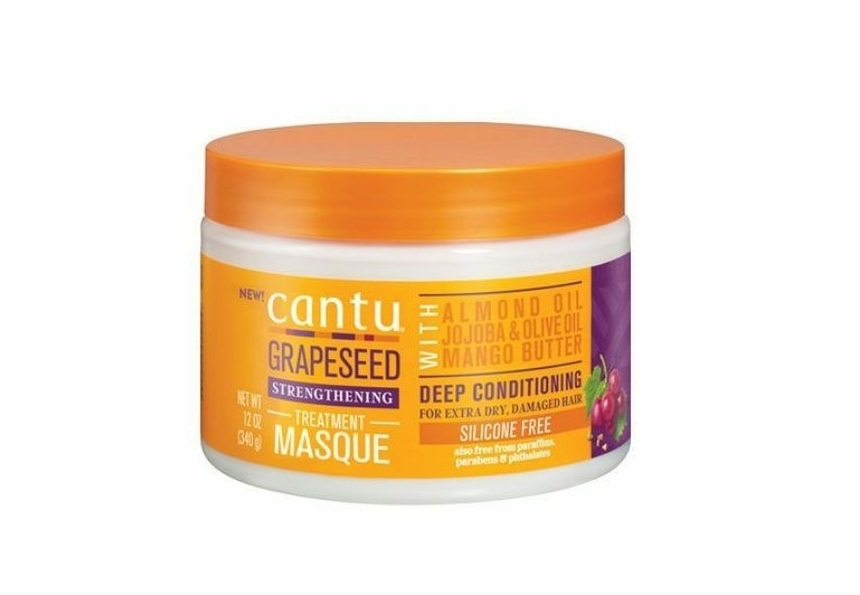 NEW!
cantu
GRAPESEED
STRENGTHENING
TREATMENT
MASQUE
NET WT
12 OZ
(340 g)
WITH
ALMOND OIL
JOJOBA & OLIVE OIL
MANGO BUTTER
DEEP CONDITIONING
FOR EXTRA DRY, DAMAGED HAIR
SILICONE FREE
also free from paraffins,
parabens & phthalates